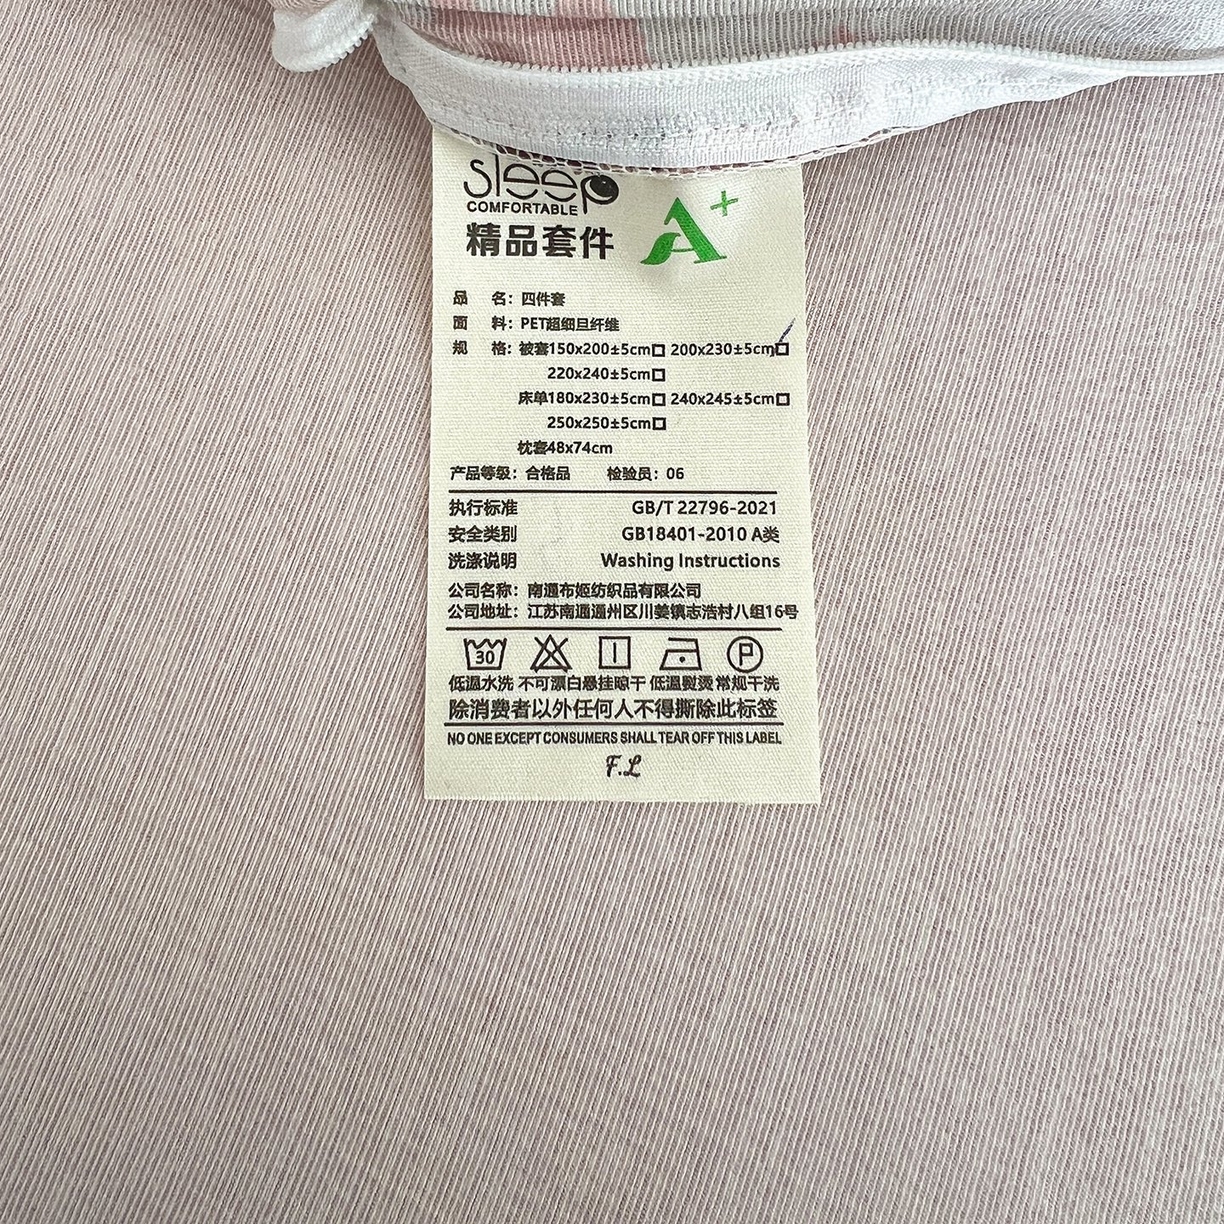 sleep
COMFORTABLE
精品套件
A+
品 名：四件套
面 料：PET超细旦纤维
规 格：被套150x200±5cm□ 200x230±5cm□
220x240±5cm□
床单180x230±5cm□ 240x245±5cm□
250x250±5cm□
枕套48x74cm
产品等级：合格品 检验员：06
执行标准 GB/T 22796-2021
安全类别 GB18401-2010 A类
洗涤说明 Washing Instructions
公司名称：南通布姬纺织品有限公司
公司地址：江苏南通通州区川姜镇志浩村八组16号
30 P
低温水洗 不可漂白悬挂晾干 低温熨烫 常规干洗
除消费者以外任何人不得撕除此标签
NO ONE EXCEPT CONSUMERS SHALL TEAR OFF THIS LABEL
F.L